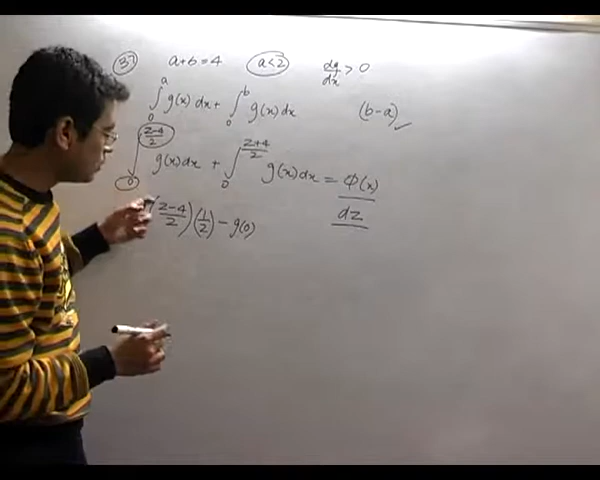 37 a+b=4 a<2 dg/dx > 0
∫₀ᵃ g(x) dx + ∫₀ᵇ g(x) dx (b-a) ✓
∫₀^((z-4)/2) g(x) dx + ∫₀^((z+4)/2) g(x) dx = φ(x)/dz
((z-4)/2)(1/2) - g(0)